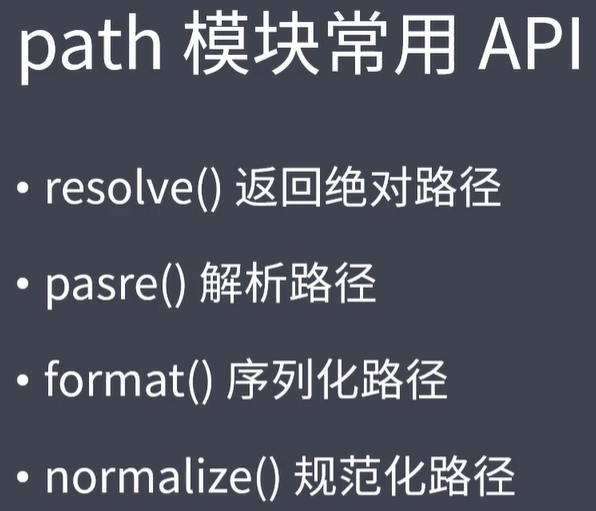 path 模块常用 API
• resolve() 返回绝对路径
• pasre() 解析路径
• format() 序列化路径
• normalize() 规范化路径